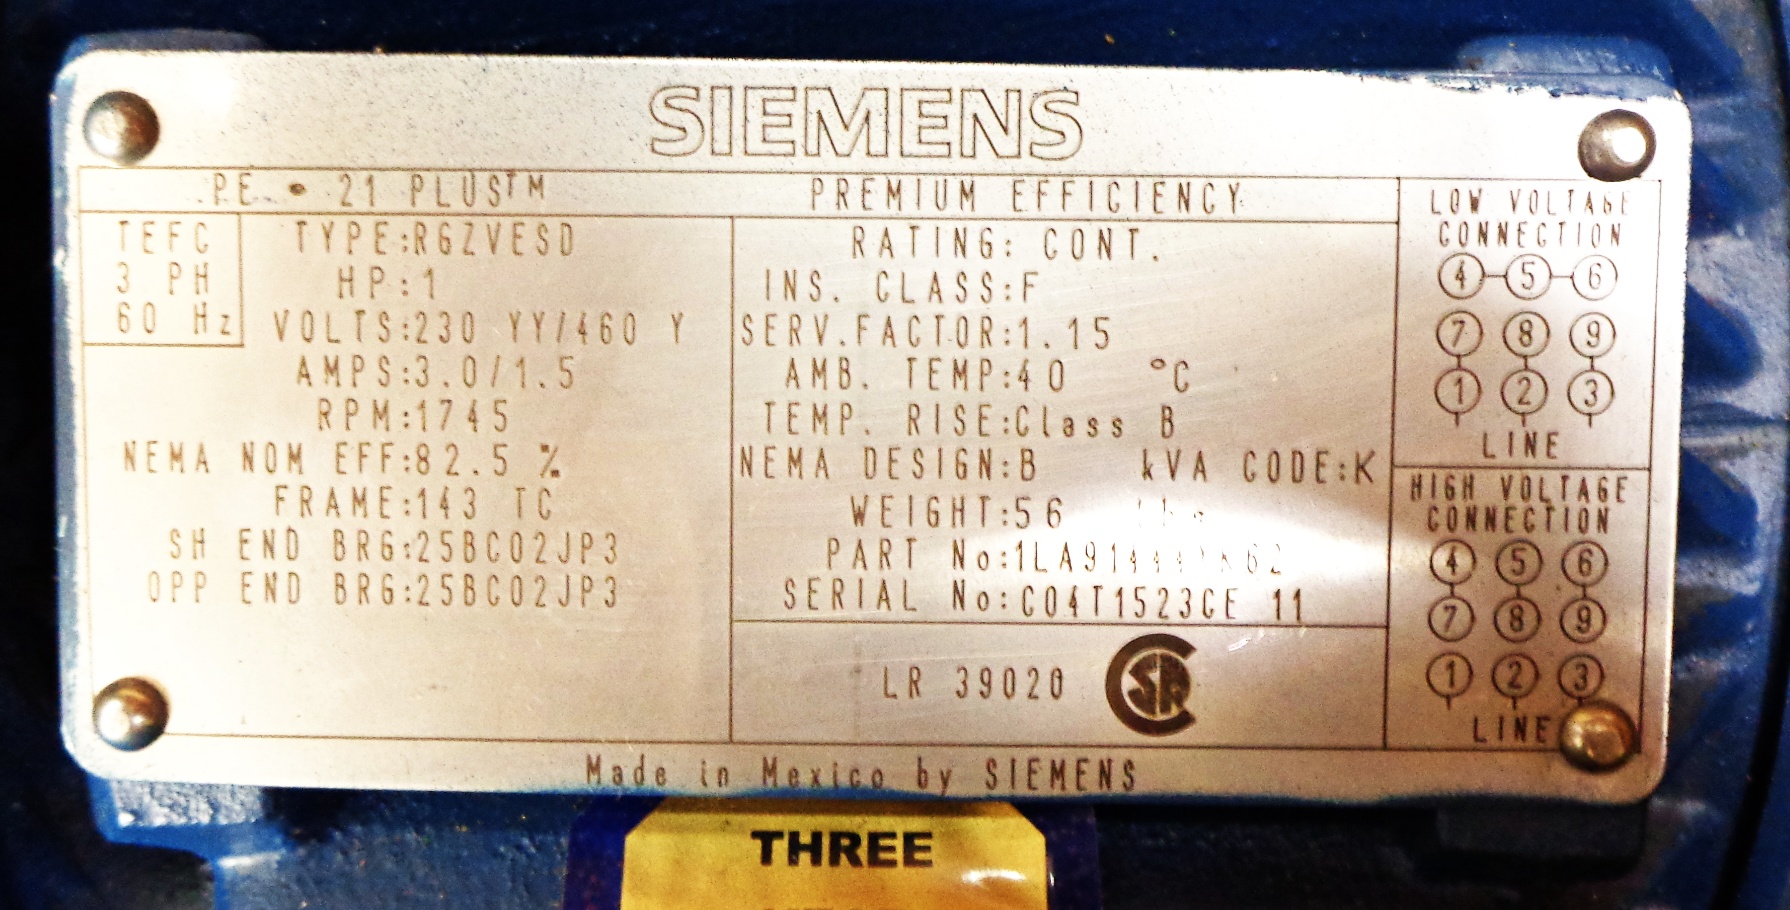 SIEMENS
PE • 21 PLUS™ PREMIUM EFFICIENCY
TEFC
3 PH
60 Hz
TYPE:RGZVESD
HP:1
VOLTS:230 YY/460 Y
AMPS:3.0/1.5
RPM:1745
NEMA NOM EFF:82.5 %
FRAME:143 TC
SH END BRG:25BC02JP3
OPP END BRG:25BC02JP3
RATING: CONT.
INS. CLASS:F
SERV.FACTOR:1.15
AMB. TEMP:40 °C
TEMP. RISE:Class B
NEMA DESIGN:B kVA CODE:K
WEIGHT:56
PART No:
SERIAL No:C04T1523CE 11
LR 39020
Made in Mexico by SIEMENS
LOW VOLTAGE
CONNECTION
4 5 6
7 8 9
1 2 3
LINE
HIGH VOLTAGE
CONNECTION
4 5 6
7 8 9
1 2 3
LINE
THREE